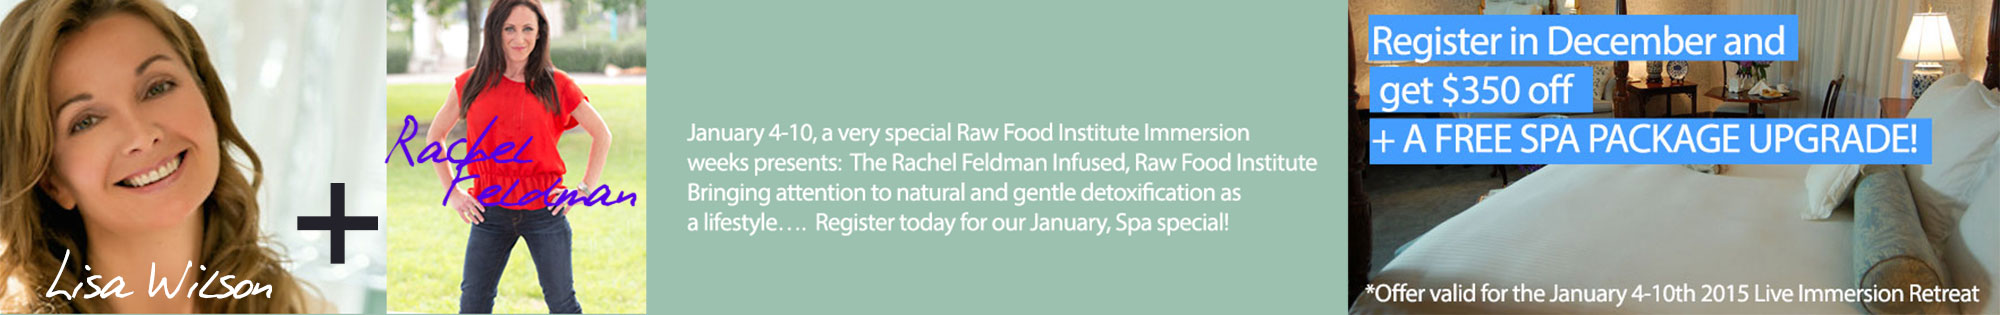 Lisa Wilson
+
Rachel
Feldman
January 4-10, a very special Raw Food Institute Immersion
weeks presents:  The Rachel Feldman Infused, Raw Food Institute
Bringing attention to natural and gentle detoxification as
a lifestyle….  Register today for our January, Spa special!
Register in December and
get $350 off
+ A FREE SPA PACKAGE UPGRADE!
*Offer valid for the January 4-10th 2015 Live Immersion Retreat